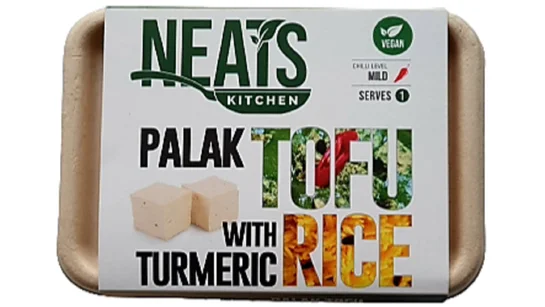 NEATS
KITCHEN
VEGAN
CHILLI LEVEL
MILD
SERVES 1
PALAK TOFU
WITH
TURMERIC RICE